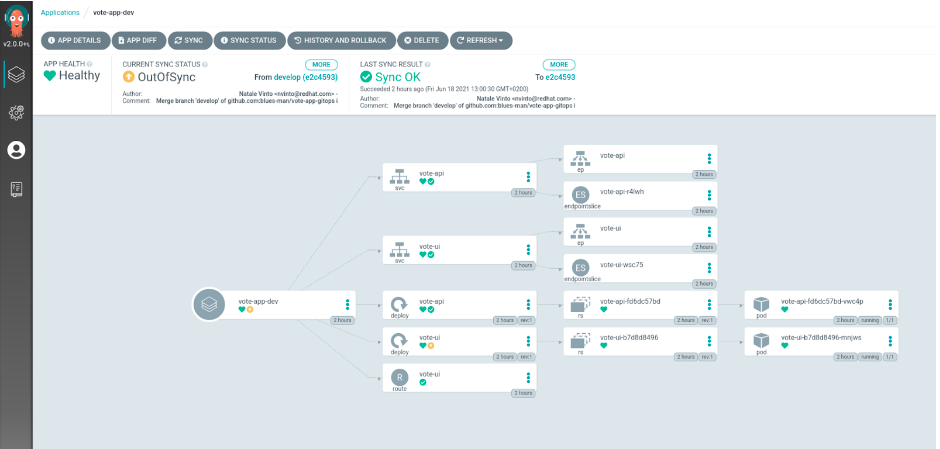 Applications / vote-app-dev
v2.0.0+
APP DETAILS APP DIFF SYNC SYNC STATUS HISTORY AND ROLLBACK DELETE REFRESH
APP HEALTH
Healthy
CURRENT SYNC STATUS MORE
OutOfSync From develop (e2c4593)
Author: Natale Vinto <nvinto@redhat.com> -
Comment: Merge branch 'develop' of github.com:blues-man/vote-app-gitops i
LAST SYNC RESULT MORE
Sync OK To e2c4593
Succeeded 2 hours ago (Fri Jun 18 2021 13:00:30 GMT+0200)
Author: Natale Vinto <nvinto@redhat.com> -
Comment: Merge branch 'develop' of github.com:blues-man/vote-app-gitops i
vote-api
ep
2 hours
vote-api
svc
2 hours
ES
vote-api-r4lwh
endpointslice
2 hours
vote-ui
ep
2 hours
vote-ui
svc
2 hours
ES
vote-ui-wsc75
endpointslice
2 hours
vote-app-dev
2 hours
vote-api
deploy
2 hours rev:1
vote-api-fd6dc57bd
rs
2 hours rev:1
vote-api-fd6dc57bd-vwc4p
pod
2 hours running 1/1
vote-ui
deploy
2 hours rev:1
vote-ui-b7d8d8496
rs
2 hours rev:1
vote-ui-b7d8d8496-mnjws
pod
2 hours running 1/1
R
vote-ui
route
2 hours